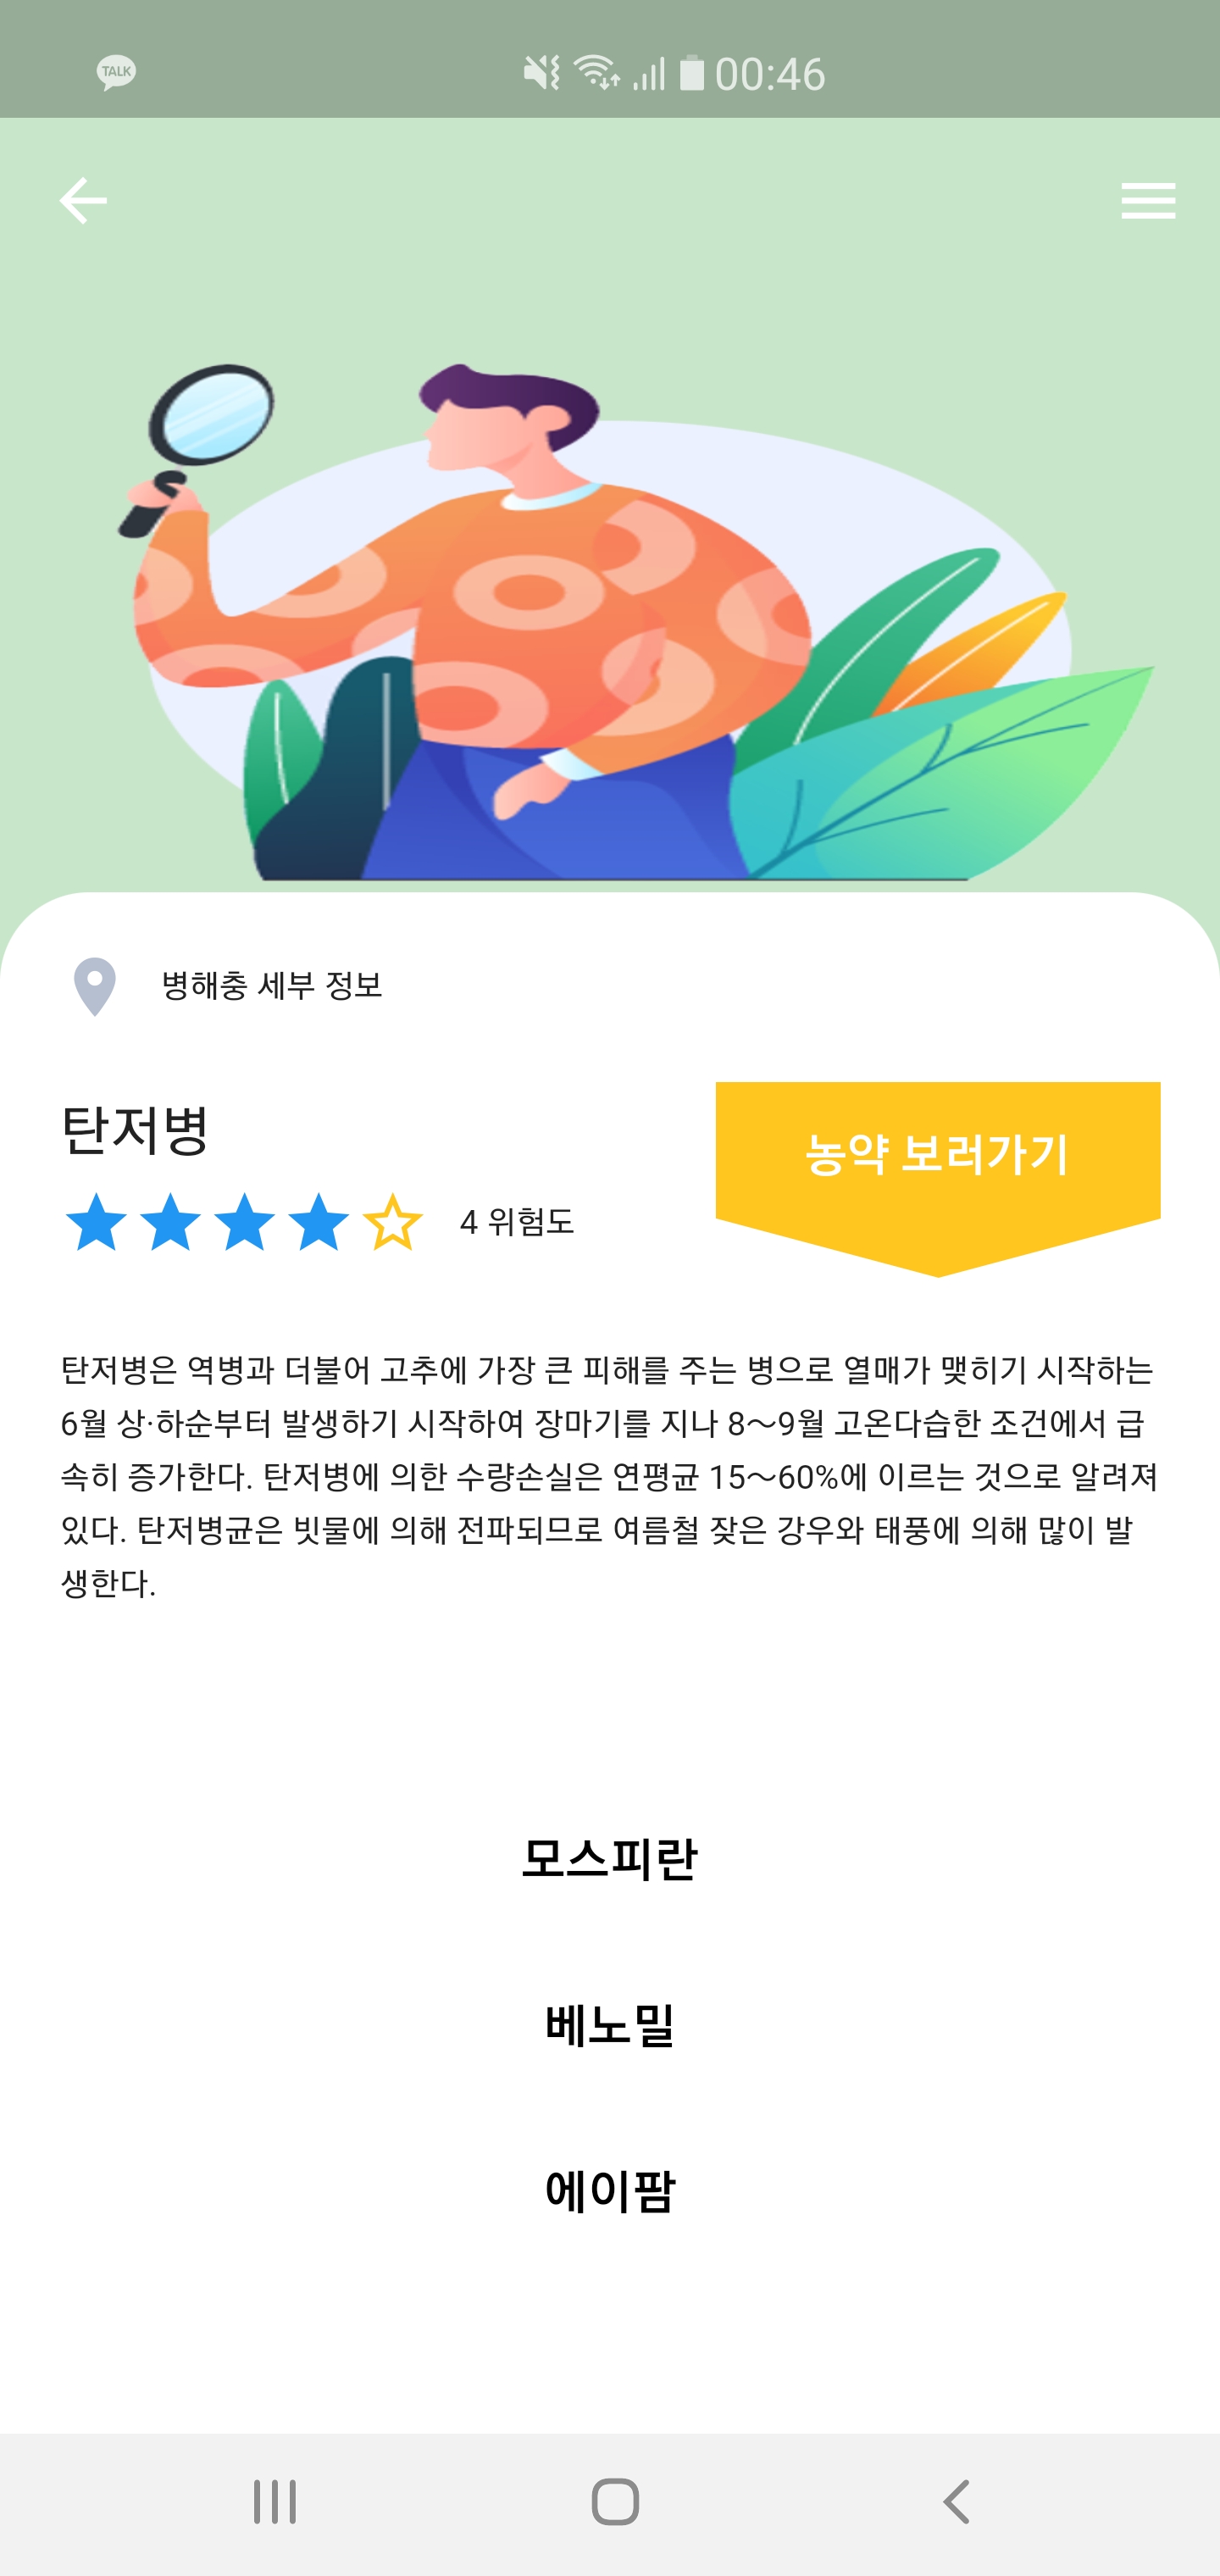 TALK
00:46
병해충 세부 정보
탄저병
농약 보러가기
4 위험도
탄저병은 역병과 더불어 고추에 가장 큰 피해를 주는 병으로 열매가 맺히기 시작하는
6월 상·하순부터 발생하기 시작하여 장마기를 지나 8～9월 고온다습한 조건에서 급
속히 증가한다. 탄저병에 의한 수량손실은 연평균 15～60%에 이르는 것으로 알려져
있다. 탄저병균은 빗물에 의해 전파되므로 여름철 잦은 강우와 태풍에 의해 많이 발
생한다.
모스피란
베노밀
에이팜